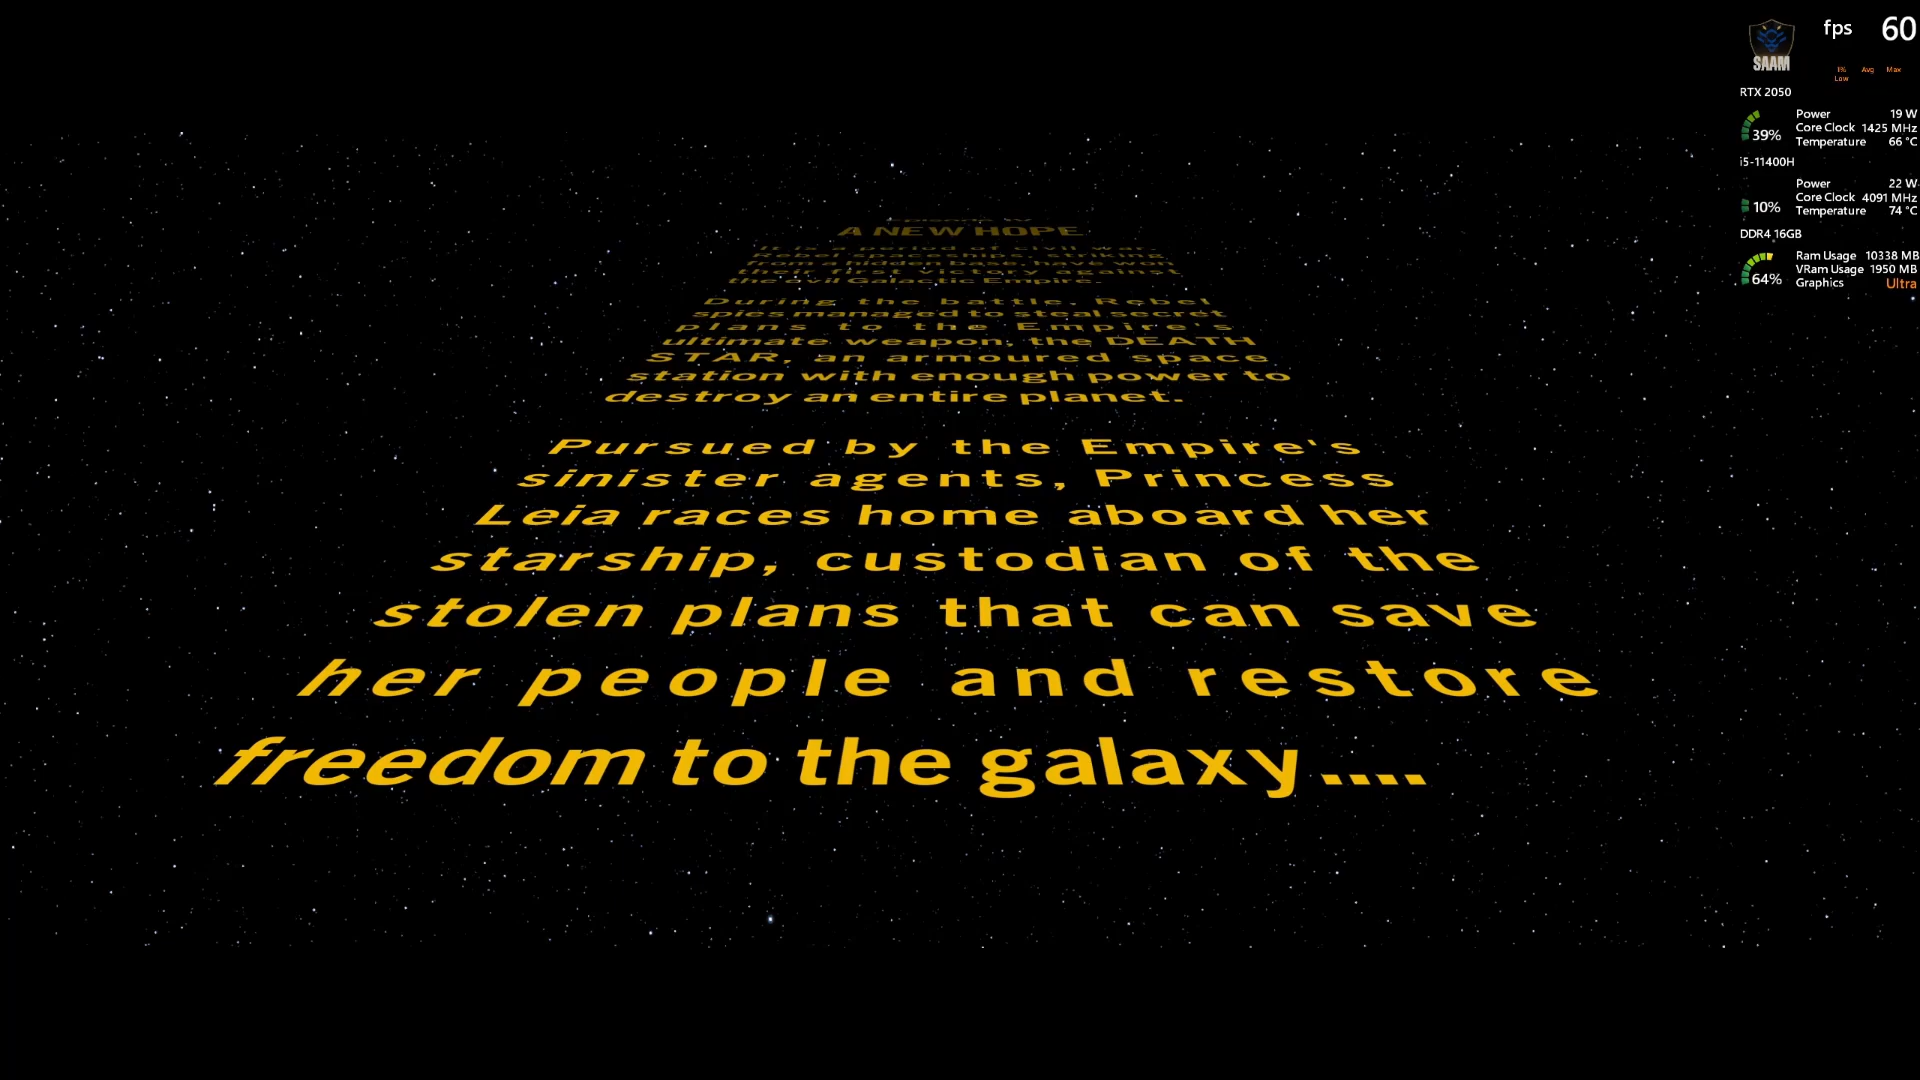 Episode IV
A NEW HOPE
It is a period of civil war.
Rebel spaceships, striking
from a hidden base, have won
their first victory against
the evil Galactic Empire.
During the battle, Rebel
spies managed to steal secret
plans to the Empire's
ultimate weapon, the DEATH
STAR, an armoured space
station with enough power to
destroy an entire planet.
Pursued by the Empire's
sinister agents, Princess
Leia races home aboard her
starship, custodian of the
stolen plans that can save
her people and restore
freedom to the galaxy....
SAAM
fps 60
1% Low Avg Max
RTX 2050
39%
Power 19 W
Core Clock 1425 MHz
Temperature 66 °C
i5-11400H
10%
Power 22 W
Core Clock 4091 MHz
Temperature 74 °C
DDR4 16GB
64%
Ram Usage 10338 MB
VRam Usage 1950 MB
Graphics Ultra